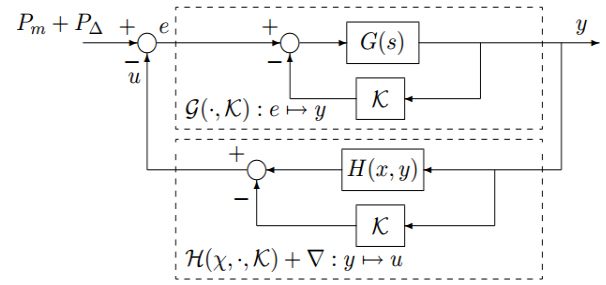 P_m + P_Δ
+
e
+
G(s)
y
−
−
u
𝒦
𝒢(·, 𝒦) : e ↦ y
+
H(x, y)
−
𝒦
ℋ(χ, ·, 𝒦) + ∇ : y ↦ u